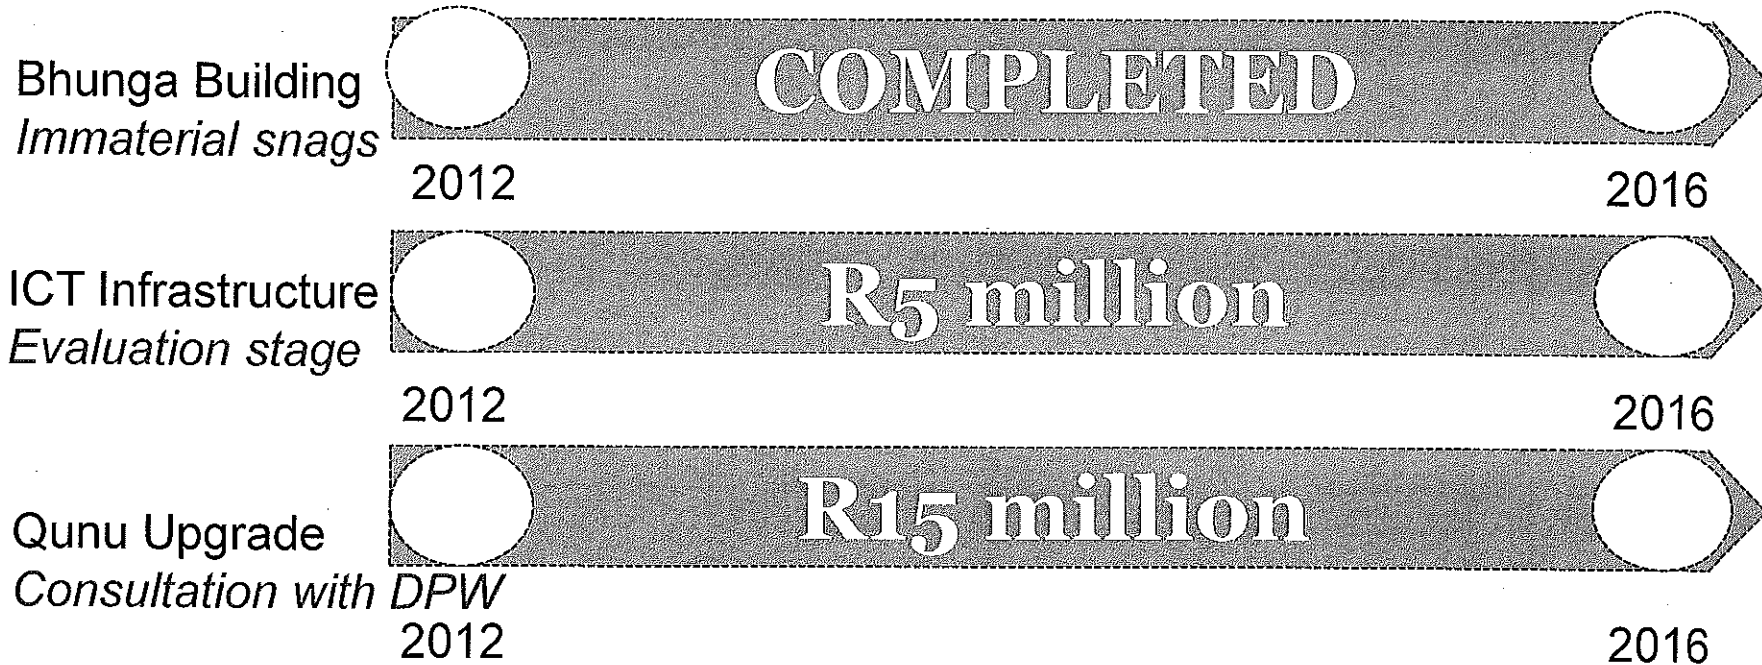 Bhunga Building
Immaterial snags
COMPLETED
2012
2016
ICT Infrastructure
Evaluation stage
R5 million
2012
2016
Qunu Upgrade
Consultation with DPW
R15 million
2012
2016